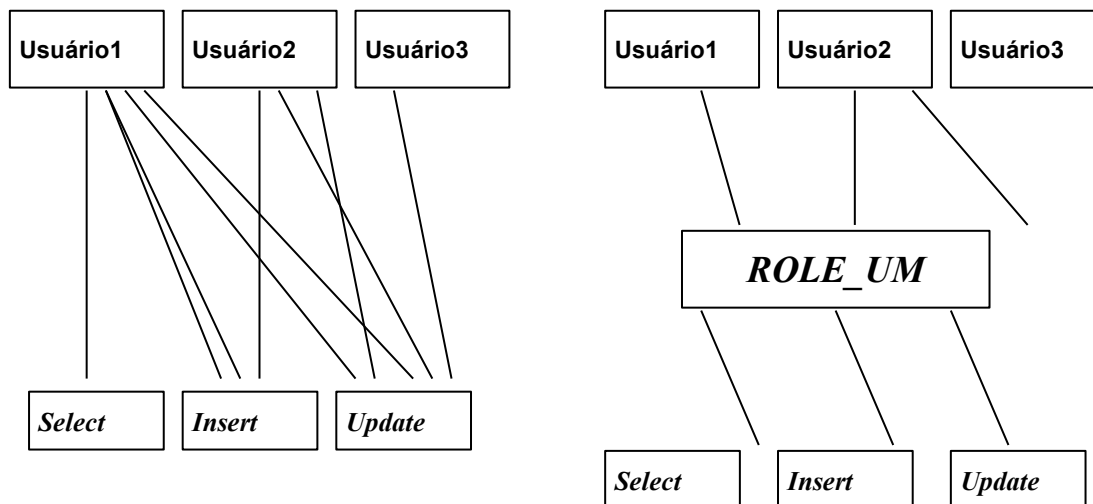 Usuário1
Usuário2
Usuário3
Select
Insert
Update
Usuário1
Usuário2
Usuário3
ROLE_UM
Select
Insert
Update